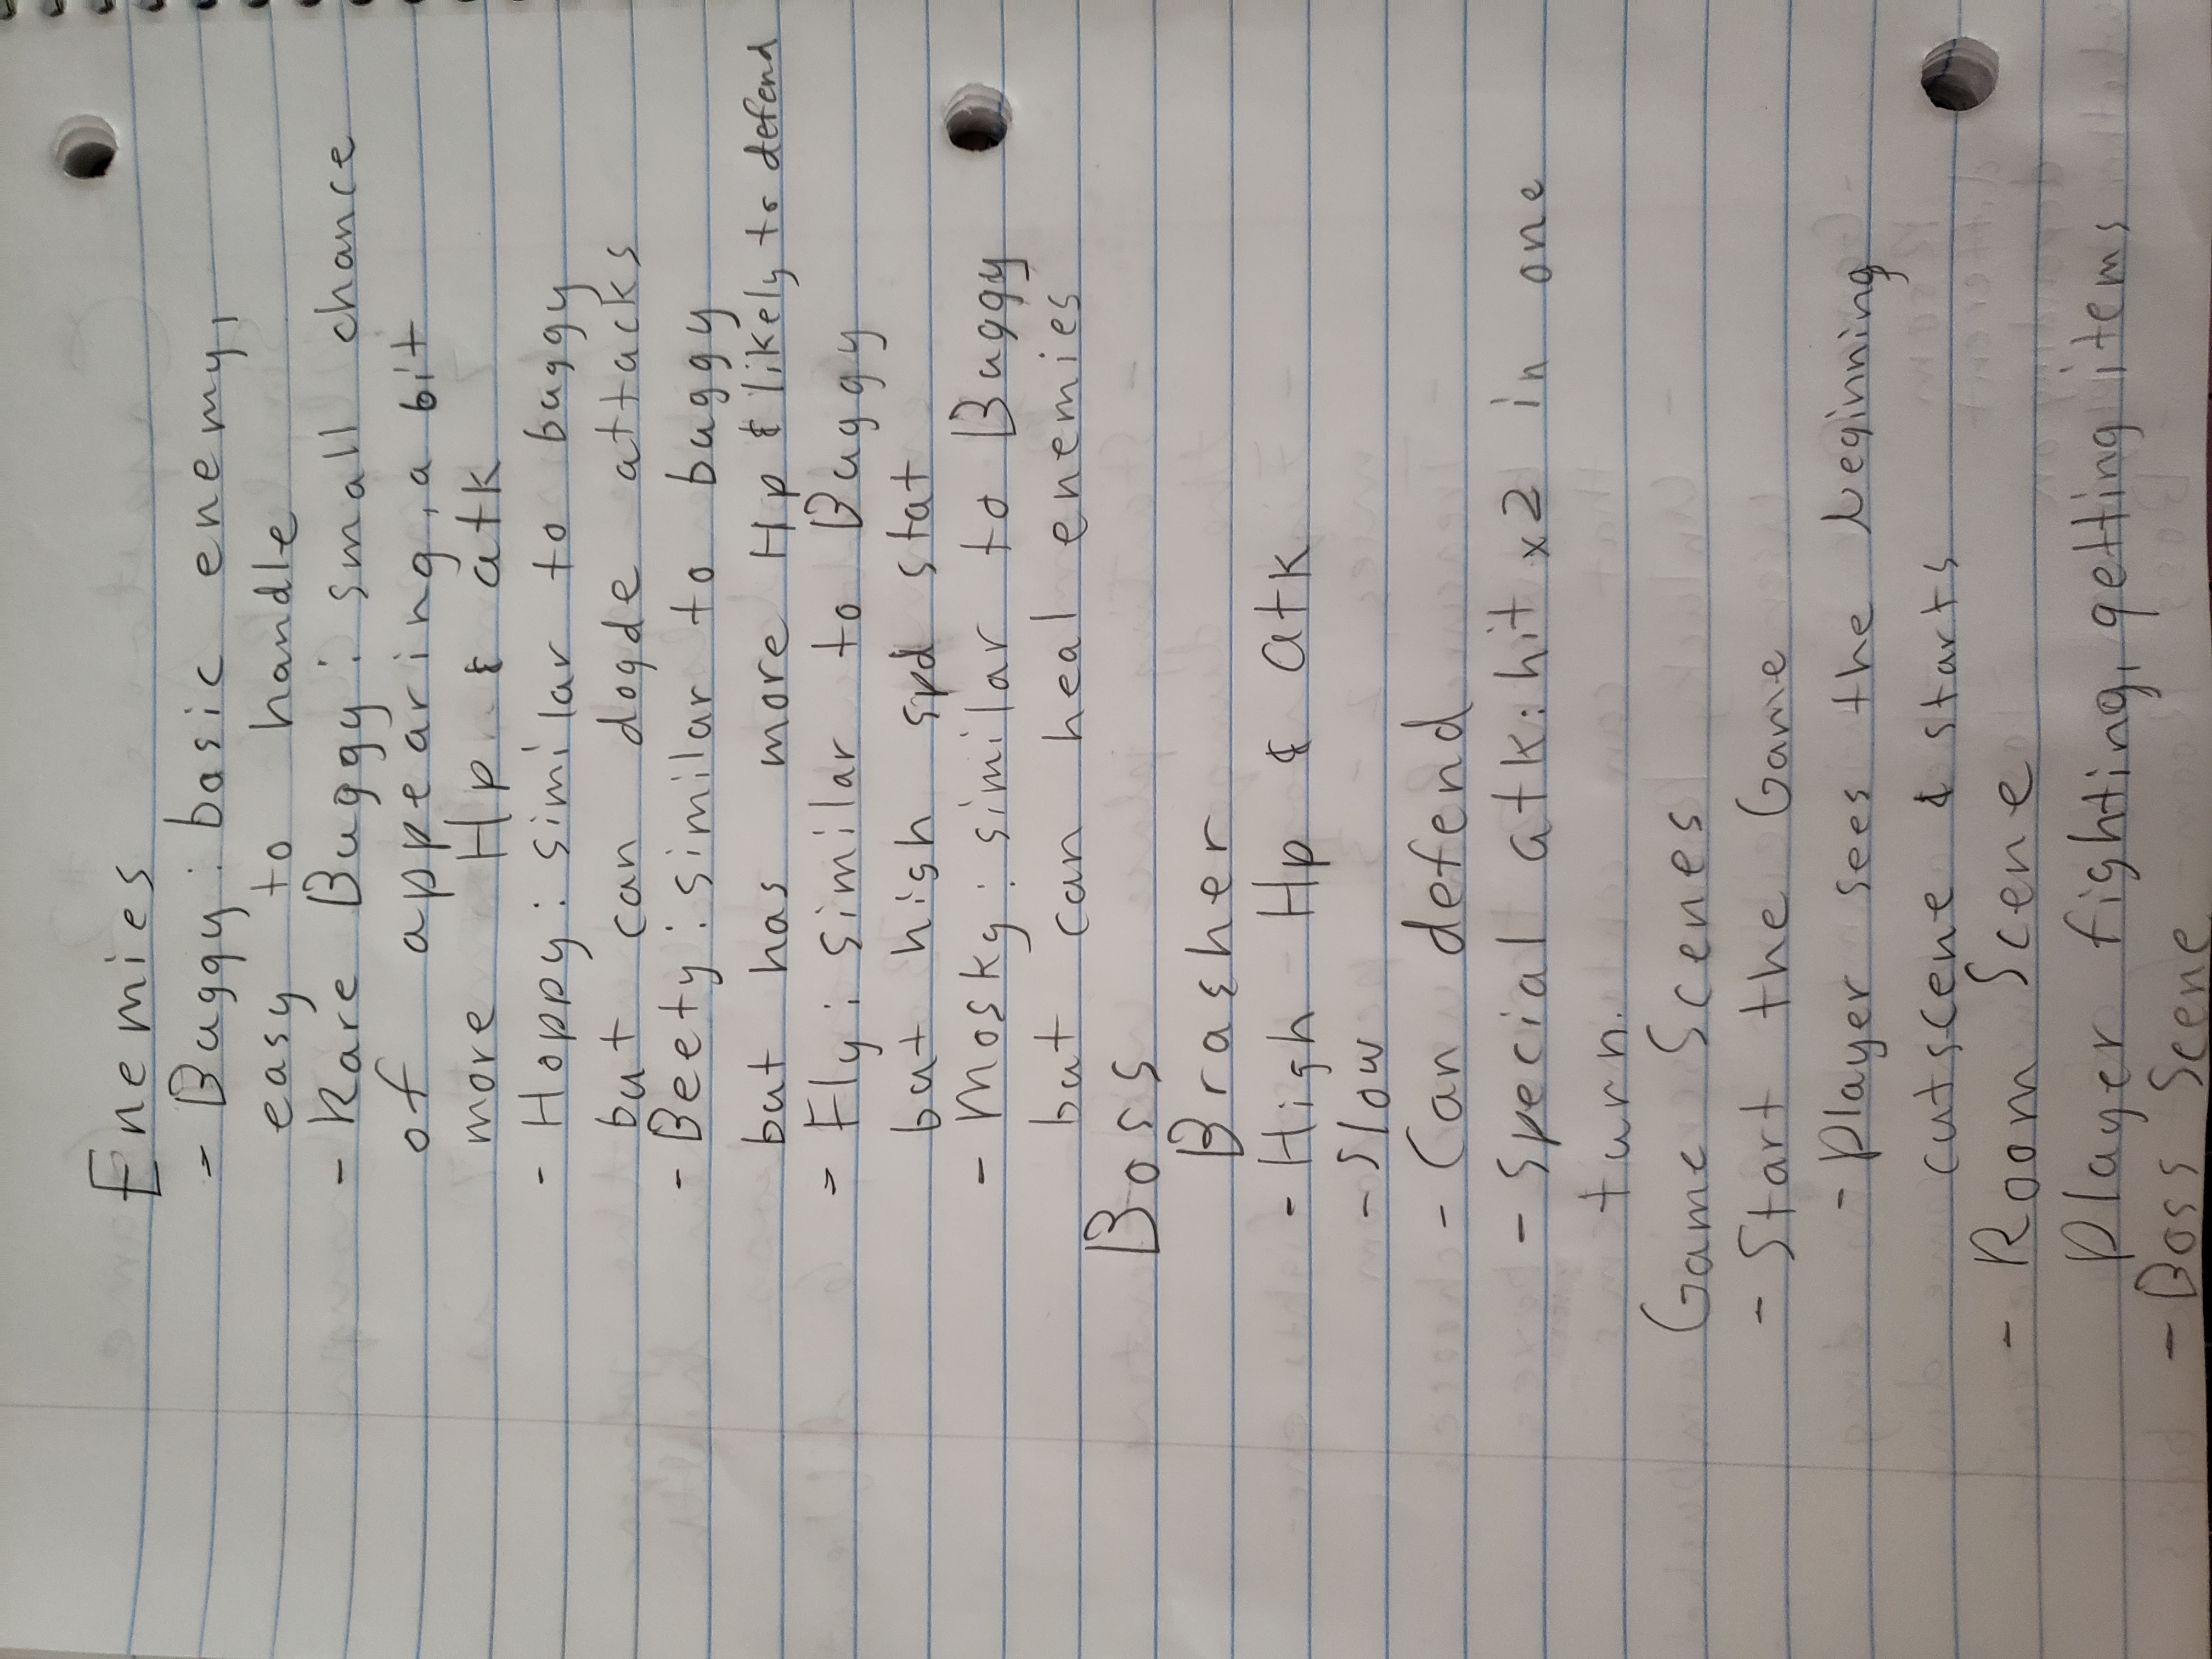 Enemies
- Buggy: basic enemy,
easy to handle
- Rare Buggy: small chance
of appearing, a bit
more Hp & atk
- Hoppy: similar to buggy
but can dogde attacks
- Beety: similar to buggy
but has more Hp & likely to defend
- Fly: similar to Buggy
but high spd stat
- Mosky: similar to Buggy
but can heal enemies
Boss
Brasher
- High Hp & atk
- Slow
- Can defend
- Special atk: hit x2 in one
turn.
Game Scenes
- Start the Game
- Player sees the beginning
cutscene & starts
- Room Scene
Player fighting, getting items
- Boss Scene